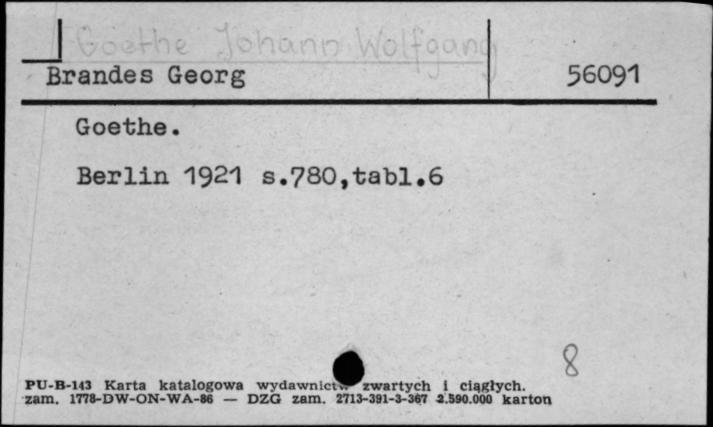 Goethe Johann Wolfgang
Brandes Georg 56091
Goethe.
Berlin 1921 s.780,tabl.6
8
PU-B-143 Karta katalogowa wydawnictw zwartych i ciągłych.
zam. 1778-DW-ON-WA-86 — DZG zam. 2713-391-3-367 2.590.000 karton